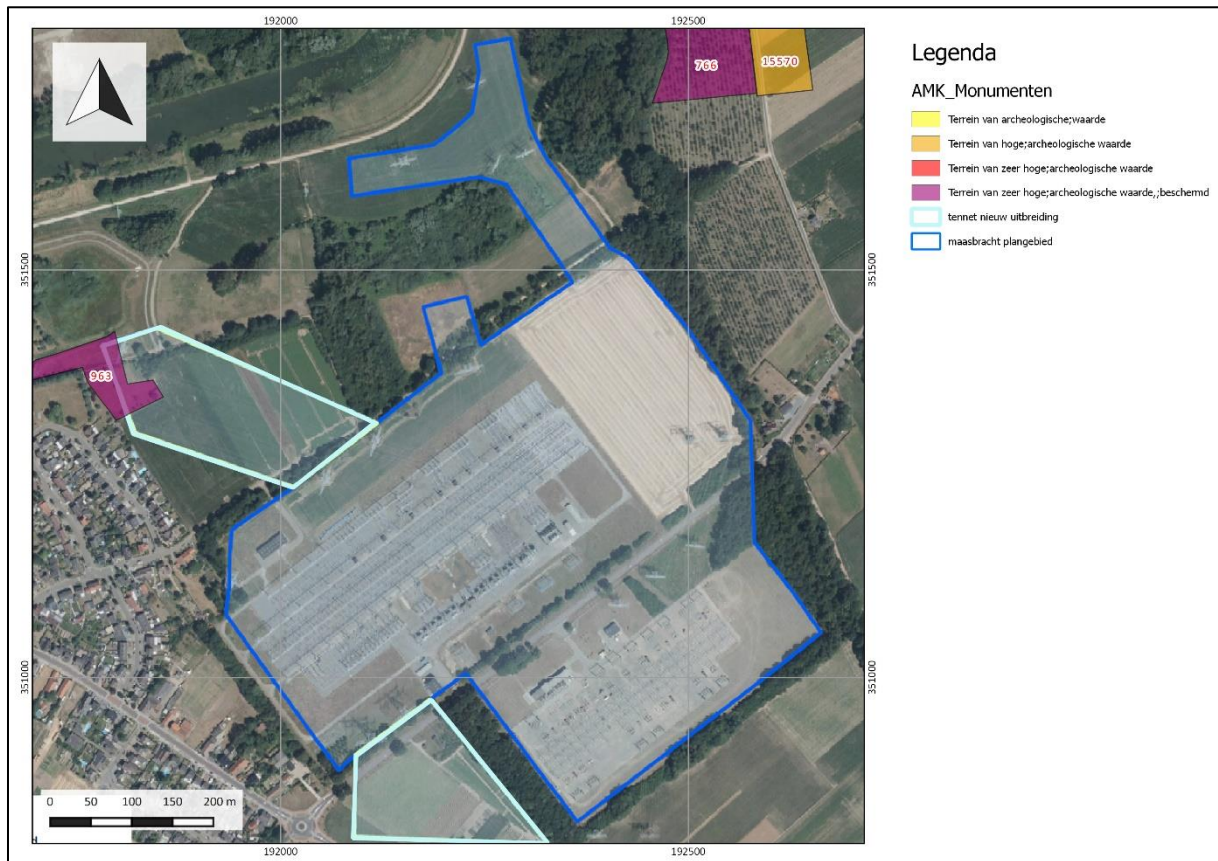 192000
192500
766
15570
351500
351500
963
351000
351000
0 50 100 150 200 m
192000
192500
Legenda
AMK_Monumenten
Terrein van archeologische;waarde
Terrein van hoge;archeologische waarde
Terrein van zeer hoge;archeologische waarde
Terrein van zeer hoge;archeologische waarde,;beschermd
tennet nieuw uitbreiding
maasbracht plangebied